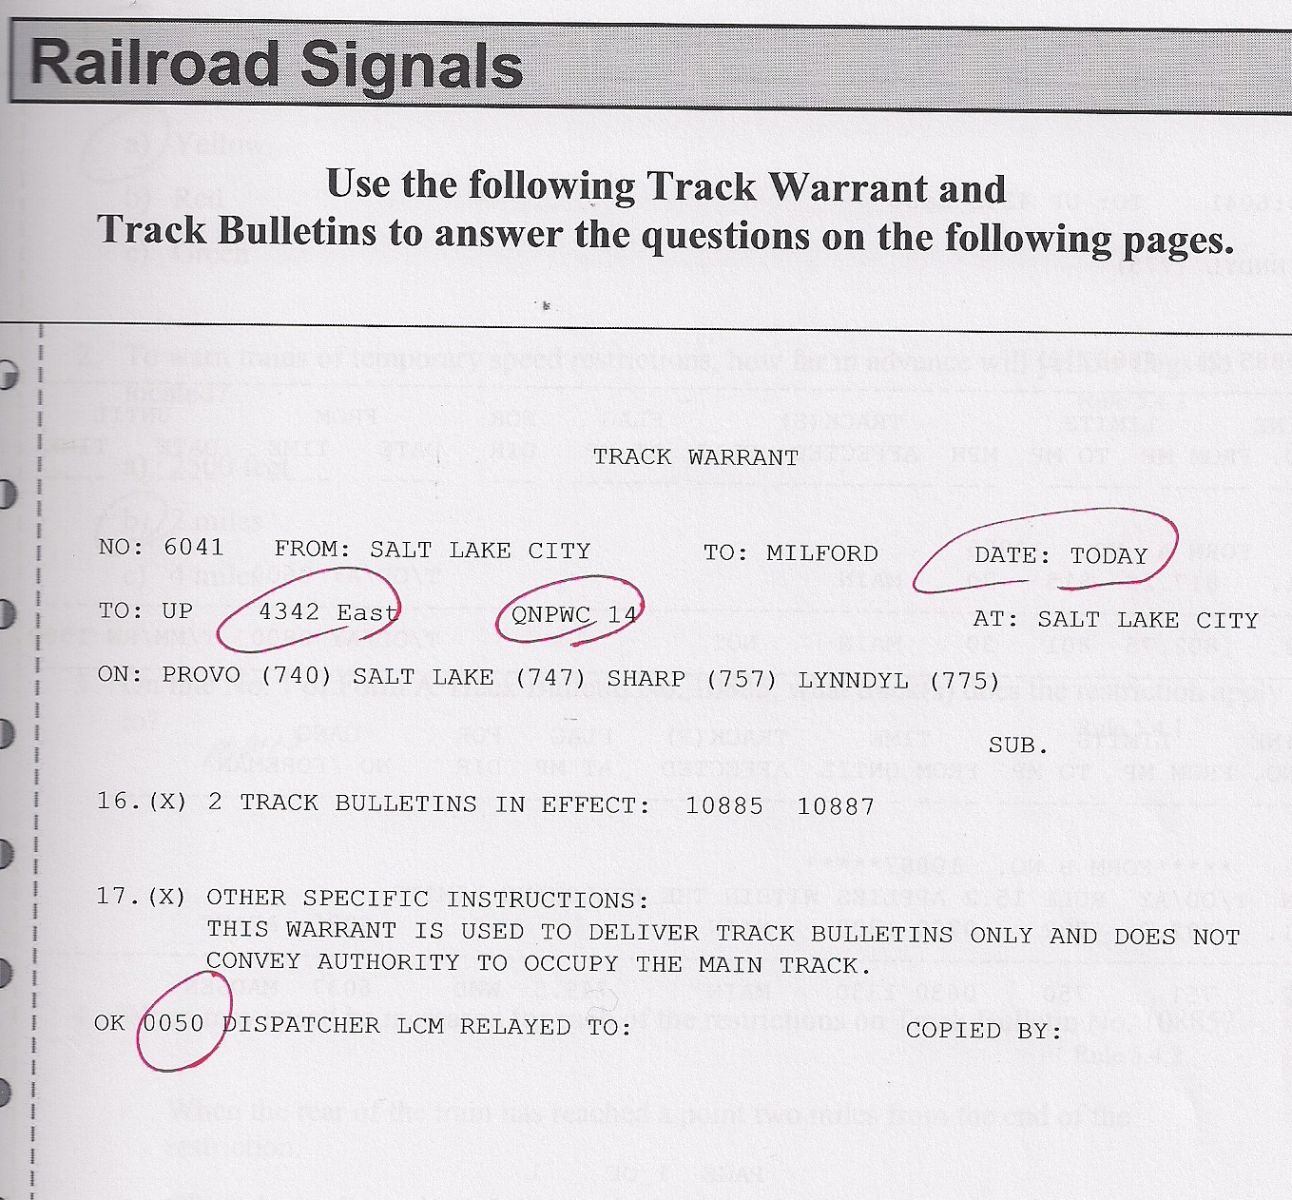 Railroad Signals
Use the following Track Warrant and
Track Bulletins to answer the questions on the following pages.
TRACK WARRANT
NO: 6041 FROM: SALT LAKE CITY TO: MILFORD DATE: TODAY
TO: UP 4342 East QNPWC 14 AT: SALT LAKE CITY
ON: PROVO (740) SALT LAKE (747) SHARP (757) LYNNDYL (775)
SUB.
16.(X) 2 TRACK BULLETINS IN EFFECT: 10885 10887
17.(X) OTHER SPECIFIC INSTRUCTIONS:
THIS WARRANT IS USED TO DELIVER TRACK BULLETINS ONLY AND DOES NOT
CONVEY AUTHORITY TO OCCUPY THE MAIN TRACK.
OK 0050 DISPATCHER LCM RELAYED TO: COPIED BY: